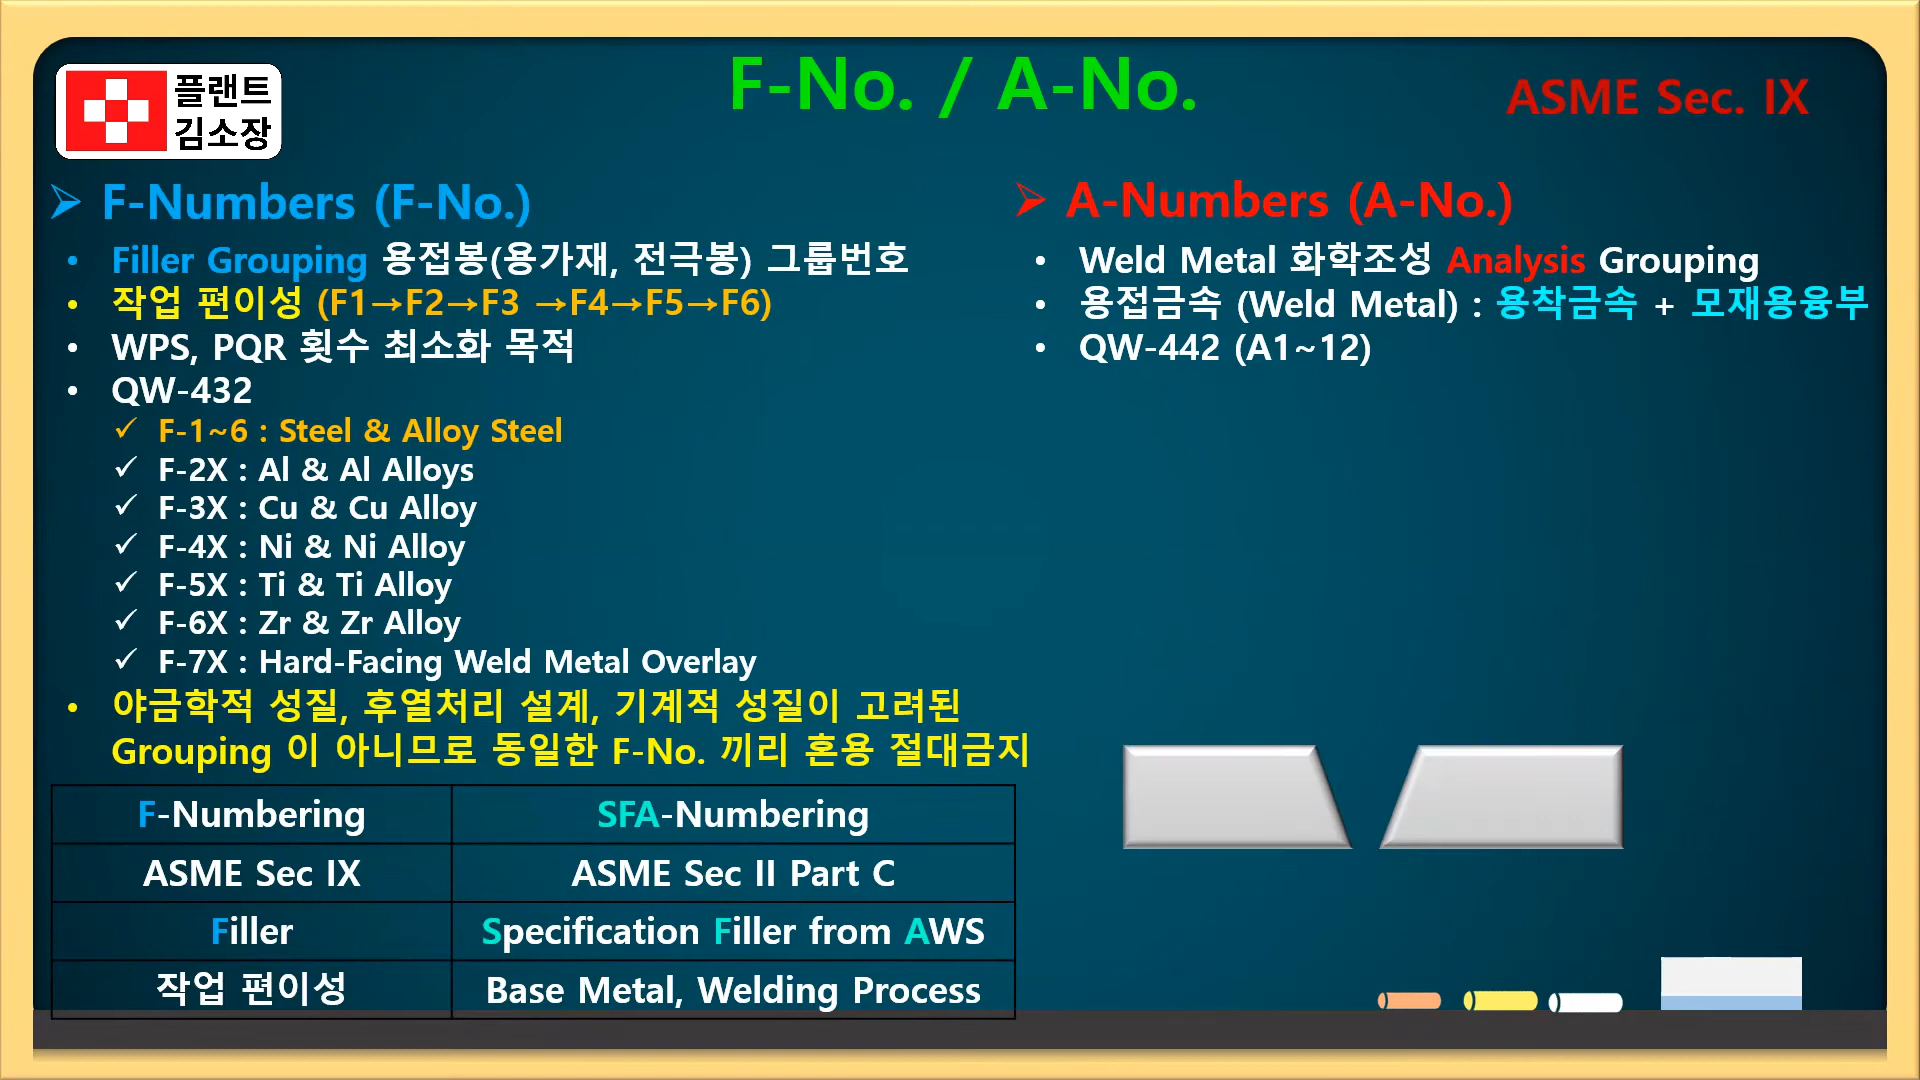 플랜트
김소장
F-No. / A-No.
ASME Sec. IX
➢ F-Numbers (F-No.)
• Filler Grouping 용접봉(용가재, 전극봉) 그룹번호
• 작업 편이성 (F1→F2→F3 →F4→F5→F6)
• WPS, PQR 횟수 최소화 목적
• QW-432
✓ F-1~6 : Steel & Alloy Steel
✓ F-2X : Al & Al Alloys
✓ F-3X : Cu & Cu Alloy
✓ F-4X : Ni & Ni Alloy
✓ F-5X : Ti & Ti Alloy
✓ F-6X : Zr & Zr Alloy
✓ F-7X : Hard-Facing Weld Metal Overlay
• 야금학적 성질, 후열처리 설계, 기계적 성질이 고려된
Grouping 이 아니므로 동일한 F-No. 끼리 혼용 절대금지
F-Numbering SFA-Numbering
ASME Sec IX ASME Sec II Part C
Filler Specification Filler from AWS
작업 편이성 Base Metal, Welding Process
➢ A-Numbers (A-No.)
• Weld Metal 화학조성 Analysis Grouping
• 용접금속 (Weld Metal) : 용착금속 + 모재용융부
• QW-442 (A1~12)